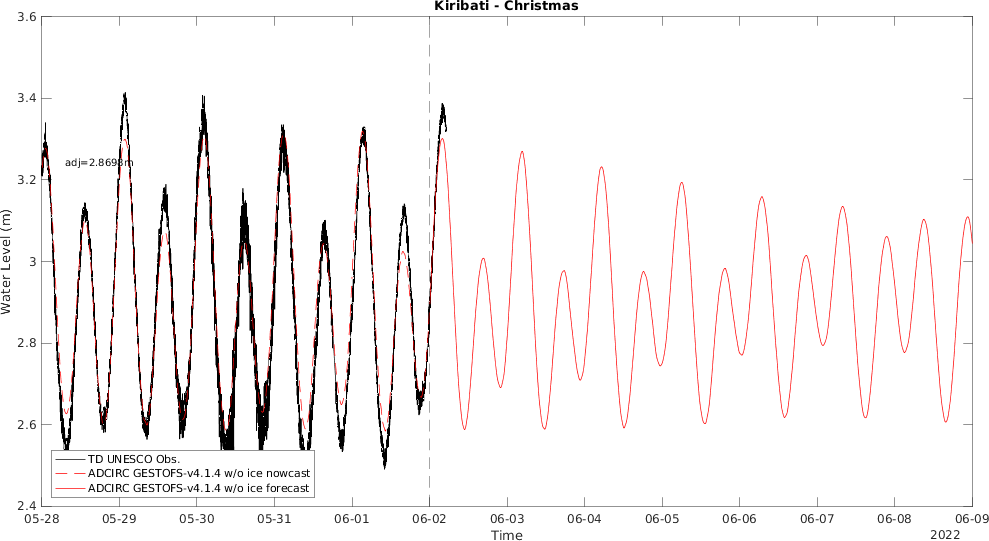 Kiribati - Christmas
3.6
3.4
3.2
3
2.8
2.6
2.4
Water Level (m)
adj=2.8698m
TD UNESCO Obs.
ADCIRC GESTOFS-v4.1.4 w/o ice nowcast
ADCIRC GESTOFS-v4.1.4 w/o ice forecast
05-28 05-29 05-30 05-31 06-01 06-02 06-03 06-04 06-05 06-06 06-07 06-08 06-09
Time
2022